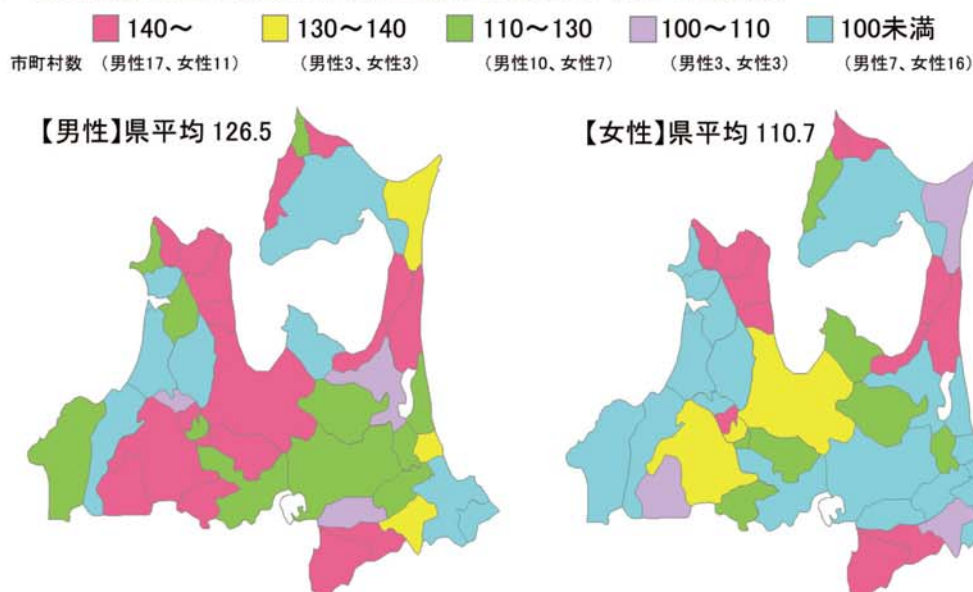 140～ 130～140 110～130 100～110 100未満
市町村数 （男性17、女性11） （男性3、女性3） （男性10、女性7） （男性3、女性3） （男性7、女性16）
【男性】県平均 126.5 【女性】県平均 110.7